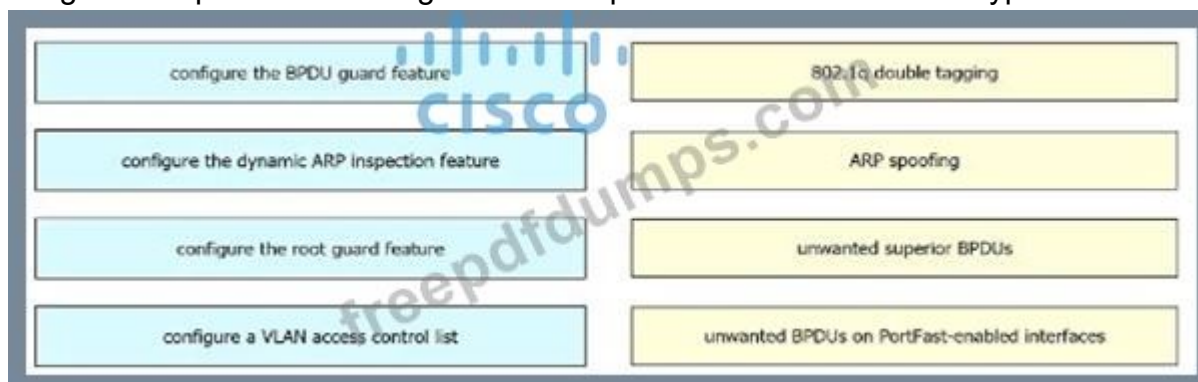 configure the BPDU guard feature
802.1q double tagging
CISCO
configure the dynamic ARP inspection feature
ARP spoofing
configure the root guard feature
unwanted superior BPDUs
configure a VLAN access control list
unwanted BPDUs on PortFast-enabled interfaces
freepdfdumps.com